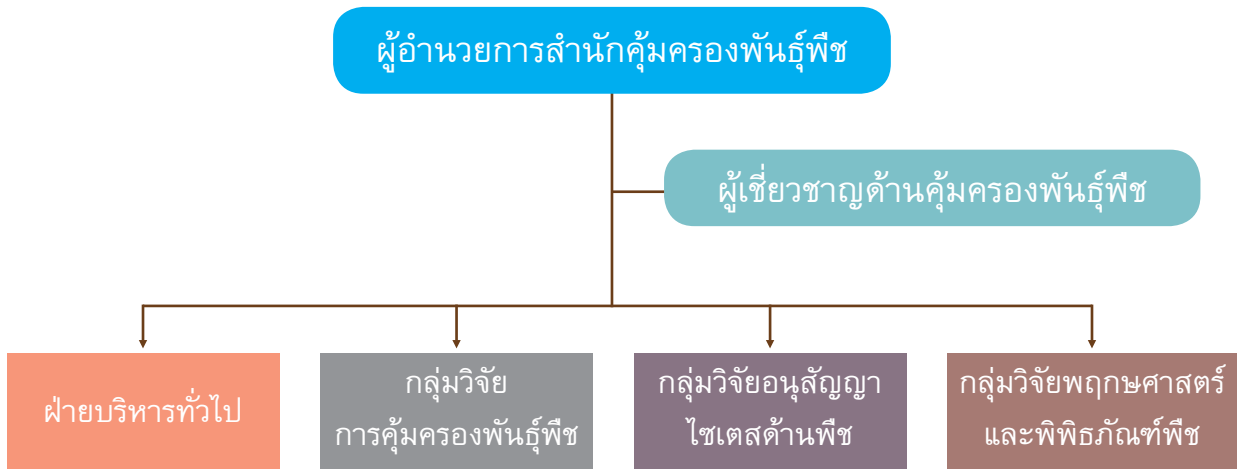 ผู้อำนวยการสำนักคุ้มครองพันธุ์พืช
ผู้เชี่ยวชาญด้านคุ้มครองพันธุ์พืช
ฝ่ายบริหารทั่วไป
กลุ่มวิจัย
การคุ้มครองพันธุ์พืช
กลุ่มวิจัยอนุสัญญา
ไซเตสด้านพืช
กลุ่มวิจัยพฤกษศาสตร์
และพิพิธภัณฑ์พืช